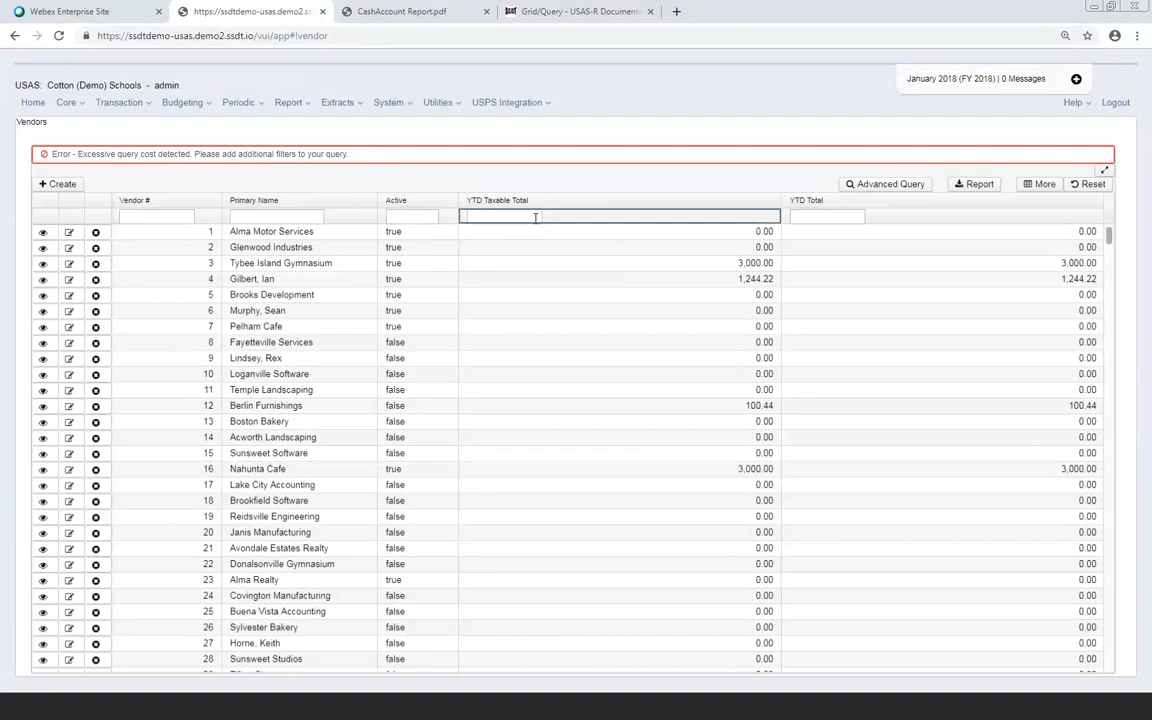 Webex Enterprise Site
https://ssdtdemo-usas.demo2.ss
CashAccount Report.pdf
Grid/Query - USAS-R Documente
https://ssdtdemo-usas.demo2.ssdt.io/vui/app#!vendor
USAS: Cotton (Demo) Schools - admin
January 2018 (FY 2018) | 0 Messages
Home Core Transaction Budgeting Periodic Report Extracts System Utilities USPS Integration Help Logout
Vendors
Error - Excessive query cost detected. Please add additional filters to your query.
+ Create Advanced Query Report More Reset
Vendor # Primary Name Active YTD Taxable Total YTD Total
1 Alma Motor Services true 0.00 0.00
2 Glenwood Industries true 0.00 0.00
3 Tybee Island Gymnasium true 3,000.00 3,000.00
4 Gilbert, Ian true 1,244.22 1,244.22
5 Brooks Development true 0.00 0.00
6 Murphy, Sean true 0.00 0.00
7 Pelham Cafe true 0.00 0.00
8 Fayetteville Services false 0.00 0.00
9 Lindsey, Rex false 0.00 0.00
10 Loganville Software false 0.00 0.00
11 Temple Landscaping false 0.00 0.00
12 Berlin Furnishings false 100.44 100.44
13 Boston Bakery false 0.00 0.00
14 Acworth Landscaping false 0.00 0.00
15 Sunsweet Software false 0.00 0.00
16 Nahunta Cafe true 3,000.00 3,000.00
17 Lake City Accounting false 0.00 0.00
18 Brookfield Software false 0.00 0.00
19 Reidsville Engineering false 0.00 0.00
20 Janis Manufacturing false 0.00 0.00
21 Avondale Estates Realty false 0.00 0.00
22 Donalsonville Gymnasium false 0.00 0.00
23 Alma Realty true 0.00 0.00
24 Covington Manufacturing false 0.00 0.00
25 Buena Vista Accounting false 0.00 0.00
26 Sylvester Bakery false 0.00 0.00
27 Horne, Keith false 0.00 0.00
28 Sunsweet Studios false 0.00 0.00